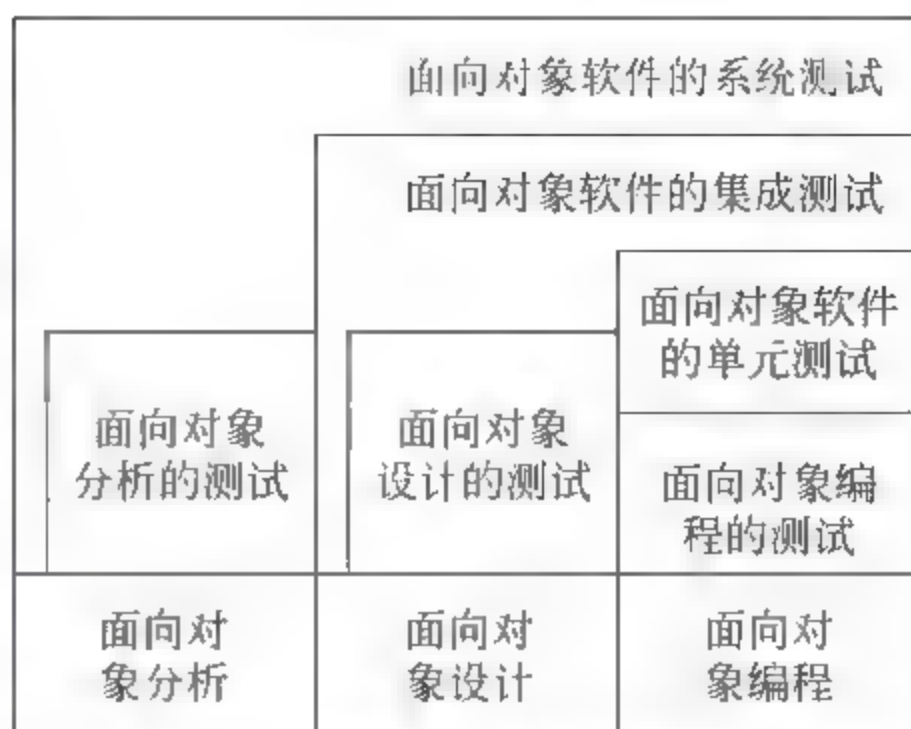 面向对象软件的系统测试
面向对象软件的集成测试
面向对象软件
的单元测试
面向对象
分析的测试
面向对象
设计的测试
面向对象编
程的测试
面向对
象分析
面向对
象设计
面向对
象编程